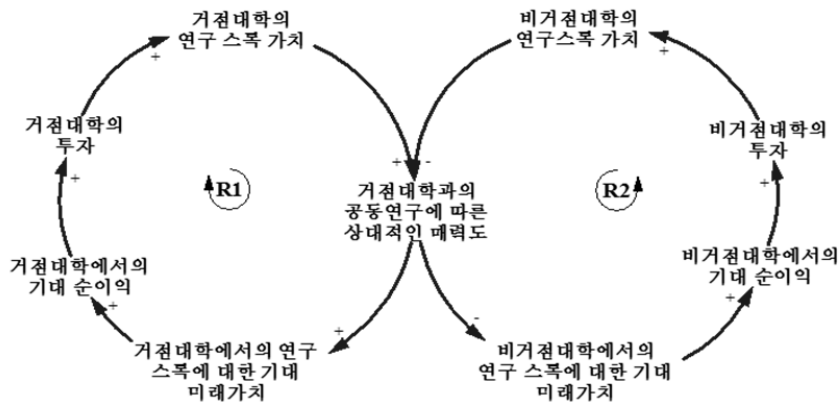 거점대학의
연구 스톡 가치
비거점대학의
연구스톡 가치
+
+
거점대학의
투자
비거점대학의
투자
+
-
+
+
R1
R2
거점대학과의
공동연구에 따른
상대적인 매력도
거점대학에서의
기대 순이익
비거점대학에서의
기대 순이익
+
+
+
-
거점대학에서의 연구
스톡에 대한 기대
미래가치
비거점대학에서의
연구 스톡에 대한 기대
미래가치